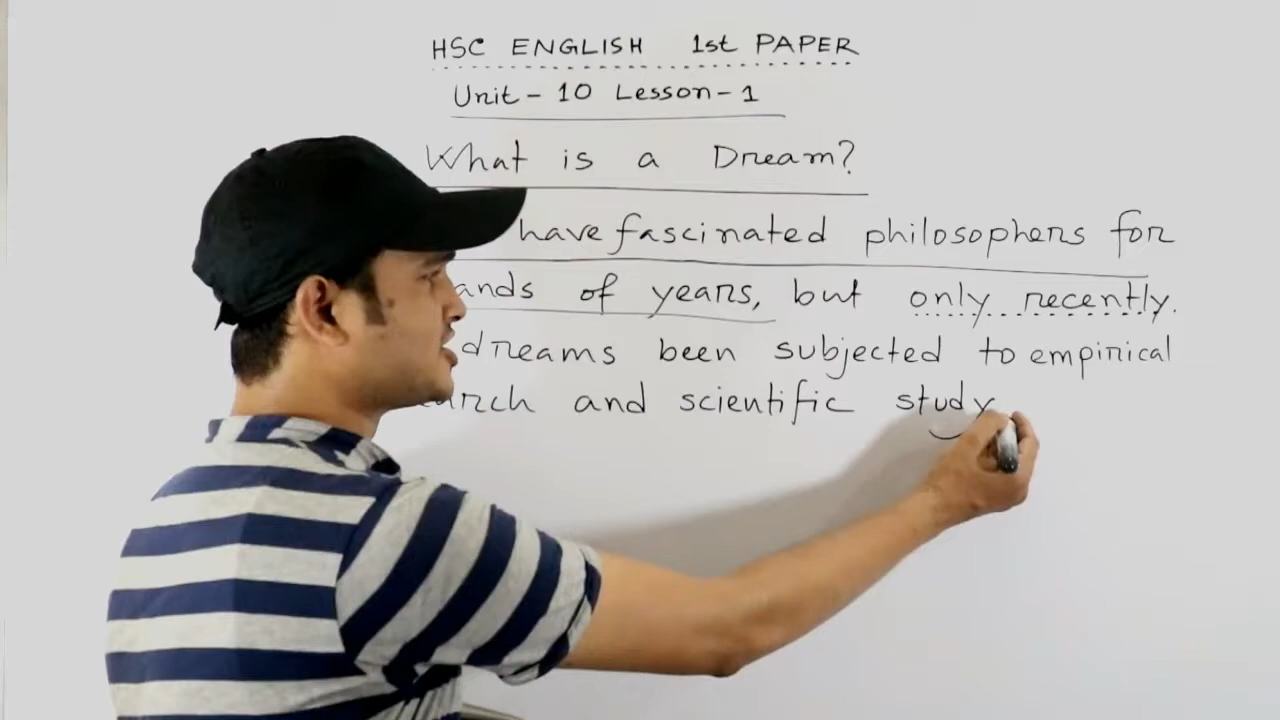 HSC ENGLISH 1st PAPER
Unit - 10 Lesson - 1
What is a Dream?
have fascinated philosophers for
ands of years, but only recently.
dreams been subjected to empirical
and scientific study